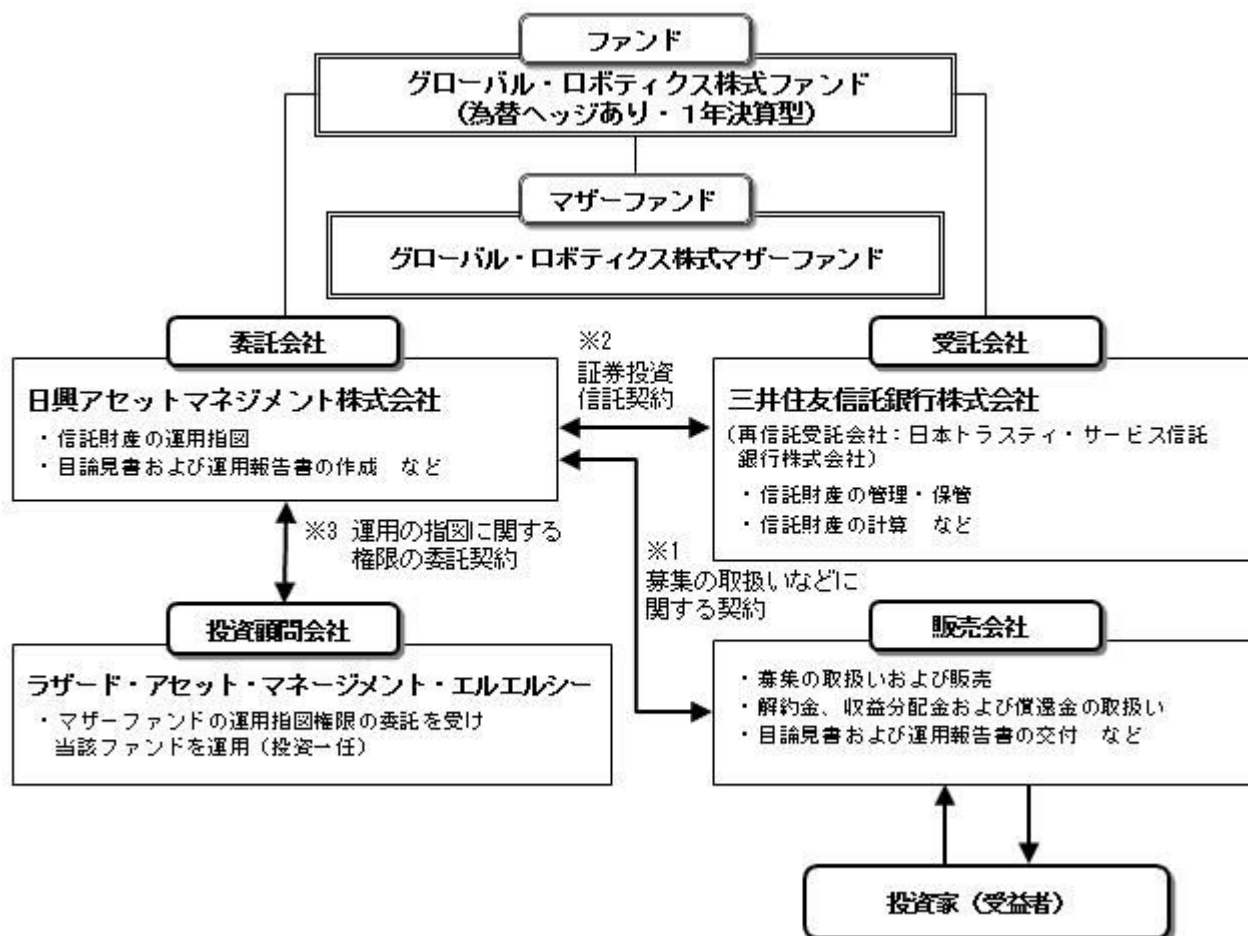 ファンド
グローバル・ロボティクス株式ファンド
(為替ヘッジあり・1年決算型)
マザーファンド
グローバル・ロボティクス株式マザーファンド
委託会社
日興アセットマネジメント株式会社
・信託財産の運用指図
・目論見書および運用報告書の作成 など
※2
証券投資
信託契約
受託会社
三井住友信託銀行株式会社
(再信託受託会社:日本トラスティ・サービス信託
銀行株式会社)
・信託財産の管理・保管
・信託財産の計算 など
※3 運用の指図に関する
権限の委託契約
※1
募集の取扱いなどに
関する契約
投資顧問会社
ラザード・アセット・マネージメント・エルエルシー
・マザーファンドの運用指図権限の委託を受け
当該ファンドを運用(投資一任)
販売会社
・募集の取扱いおよび販売
・解約金、収益分配金および償還金の取扱い
・目論見書および運用報告書の交付 など
投資家(受益者)